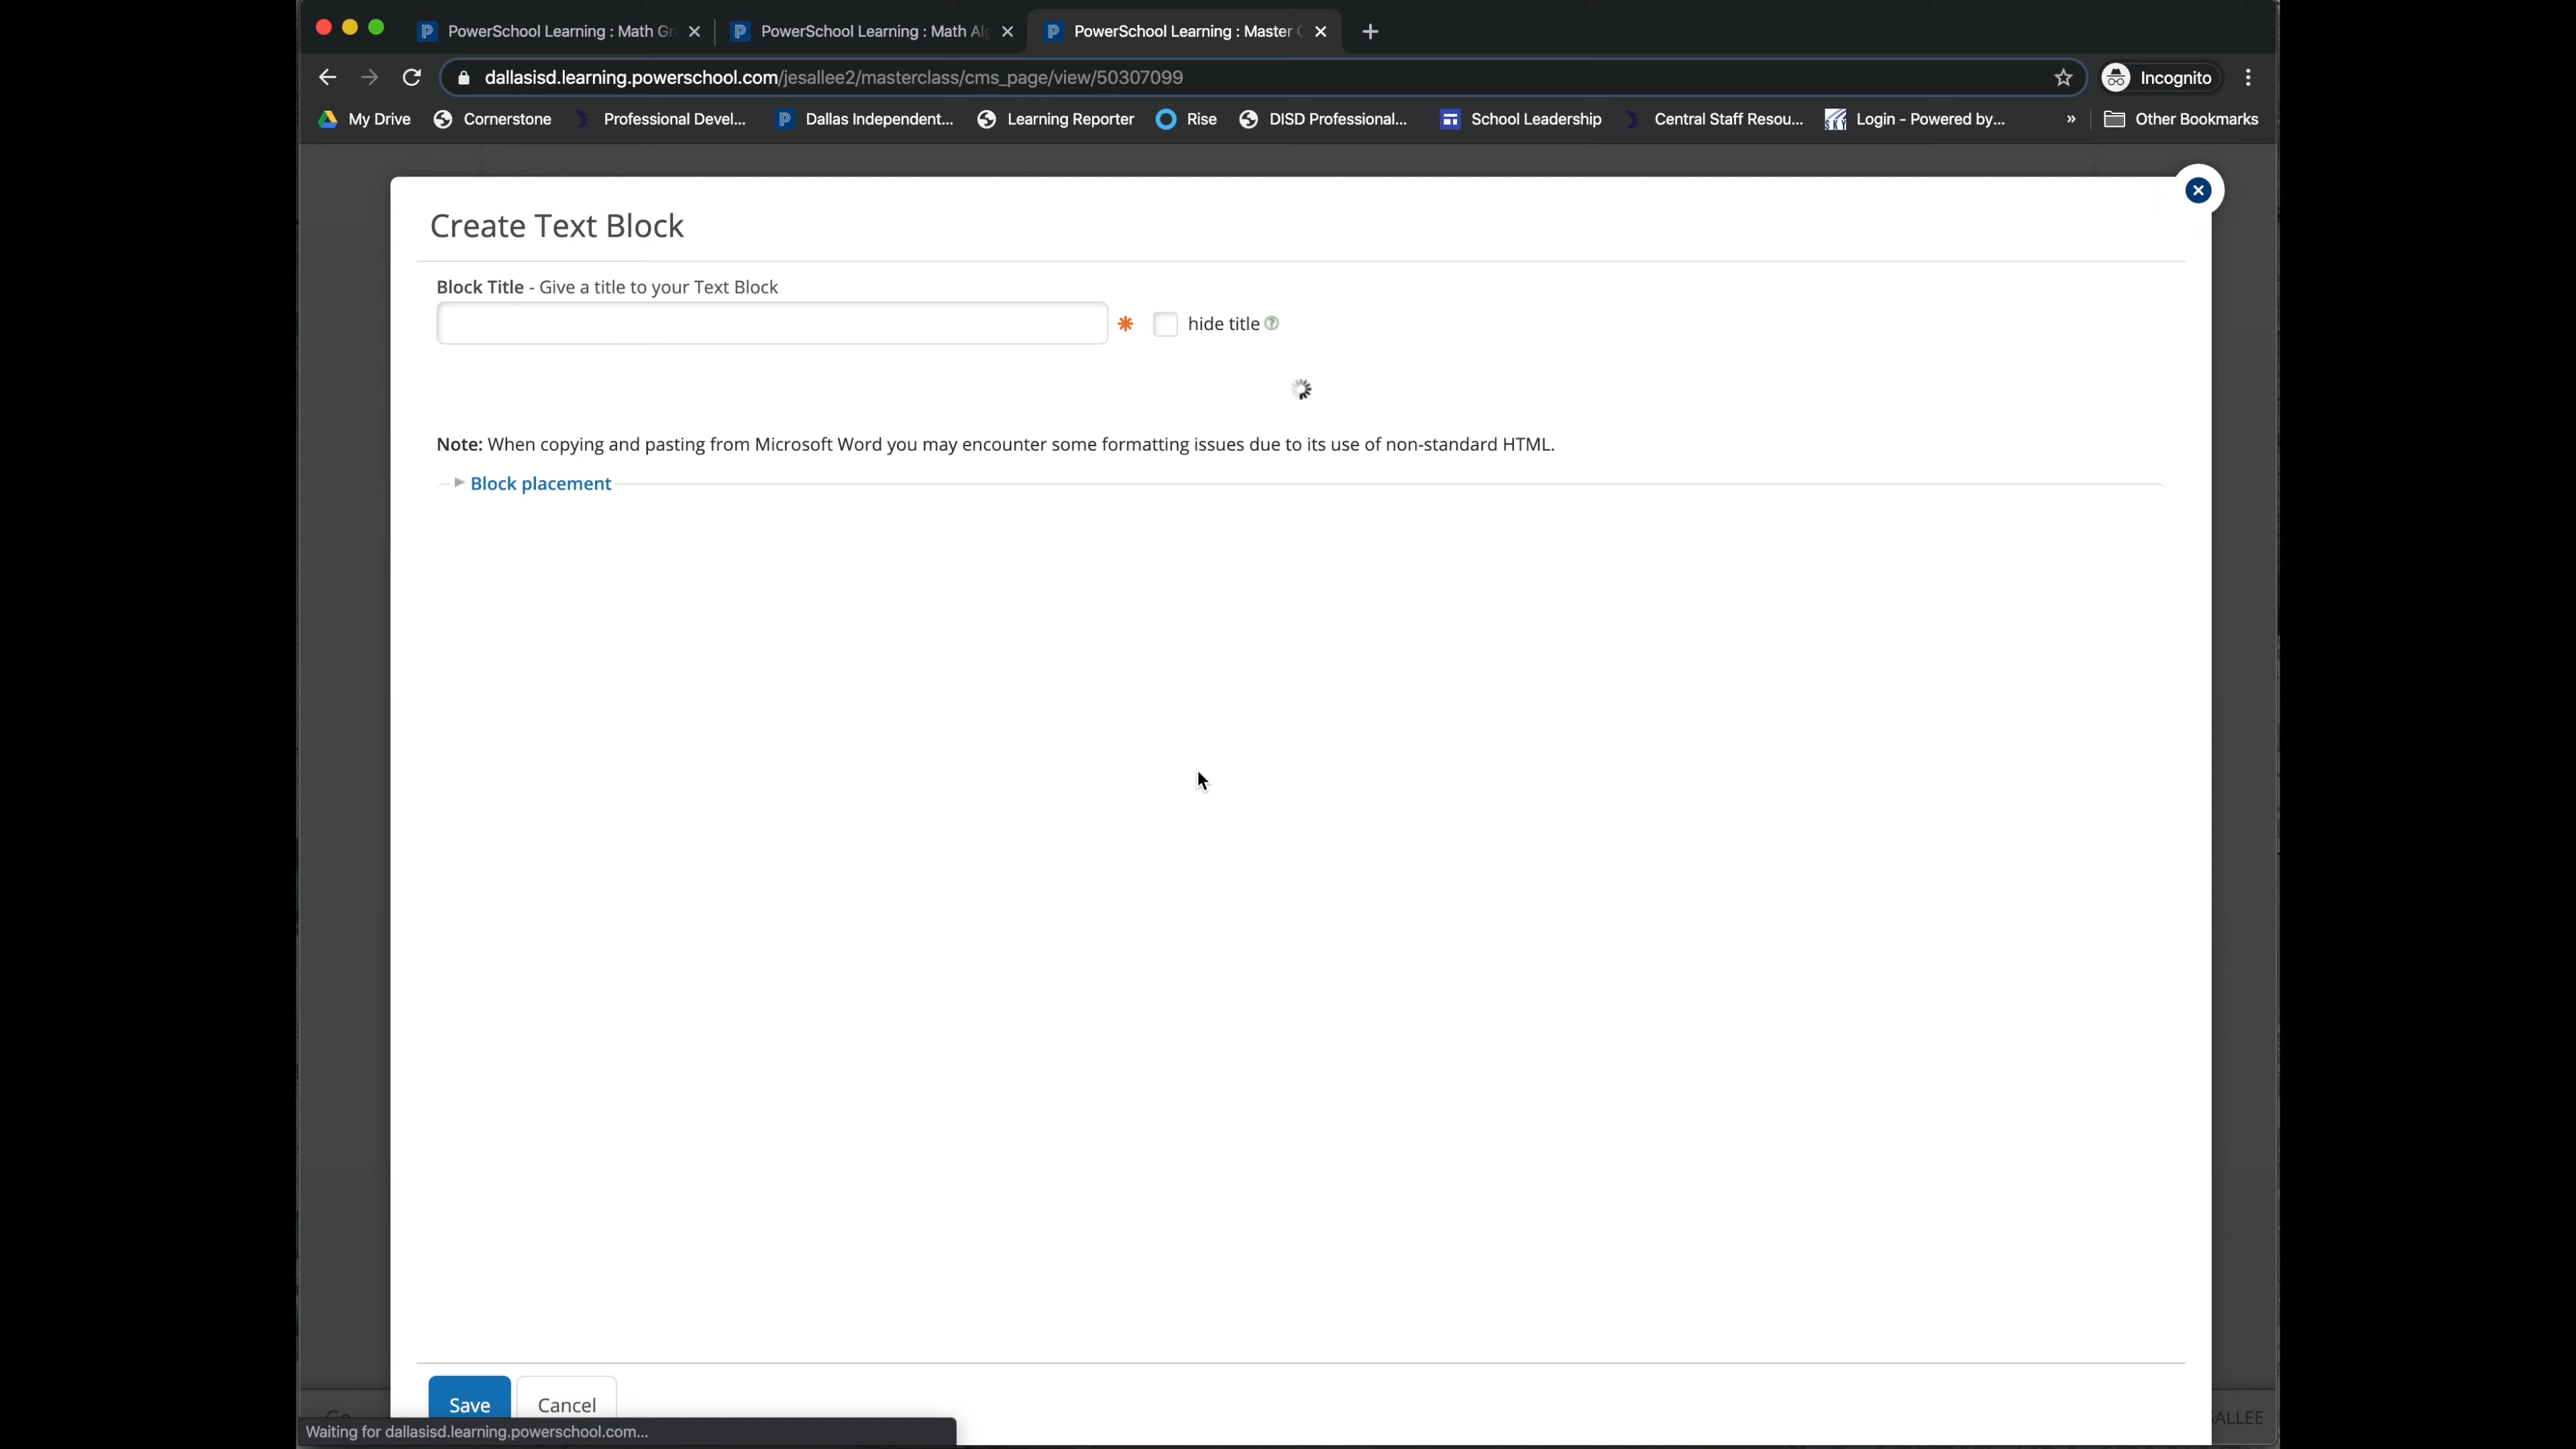 PowerSchool Learning : Math Gr
PowerSchool Learning : Math Alg
PowerSchool Learning : Master C
dallasisd.learning.powerschool.com/jesallee2/masterclass/cms_page/view/50307099
Incognito
My Drive
Cornerstone
Professional Devel...
Dallas Independent...
Learning Reporter
Rise
DISD Professional...
School Leadership
Central Staff Resou...
SKY
Login - Powered by...
»
Other Bookmarks
Create Text Block
Block Title - Give a title to your Text Block
* hide title ?
Note: When copying and pasting from Microsoft Word you may encounter some formatting issues due to its use of non-standard HTML.
Block placement
Save
Cancel
SALLEE
Waiting for dallasisd.learning.powerschool.com...